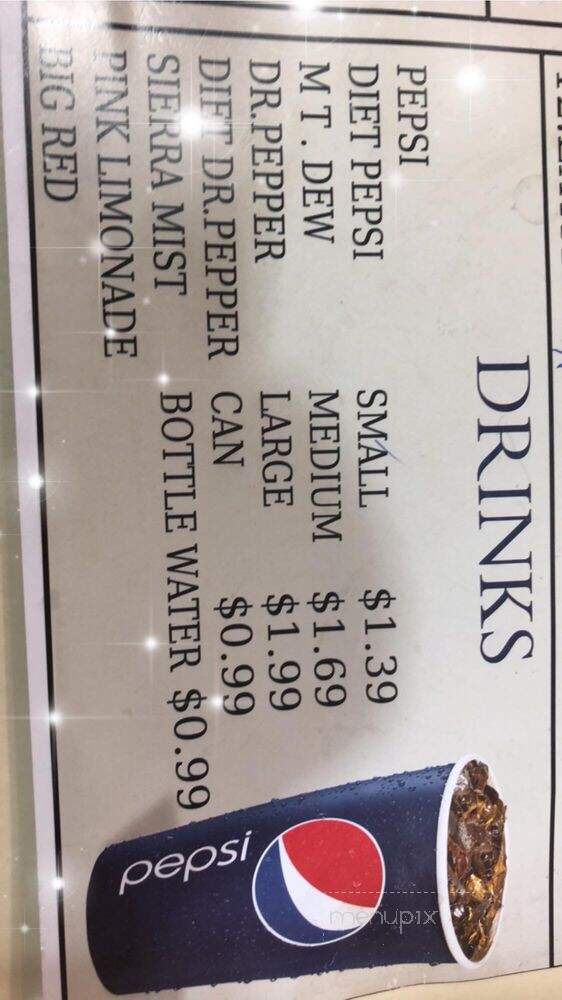 DRINKS
PEPSI
DIET PEPSI
M T . DEW
DR.PEPPER
DIET DR.PEPPER
SIERRA MIST
PINK LIMONADE
BIG RED
SMALL $1.39
MEDIUM $1.69
LARGE $1.99
CAN $0.99
BOTTLE WATER $0.99
pepsi
menupix